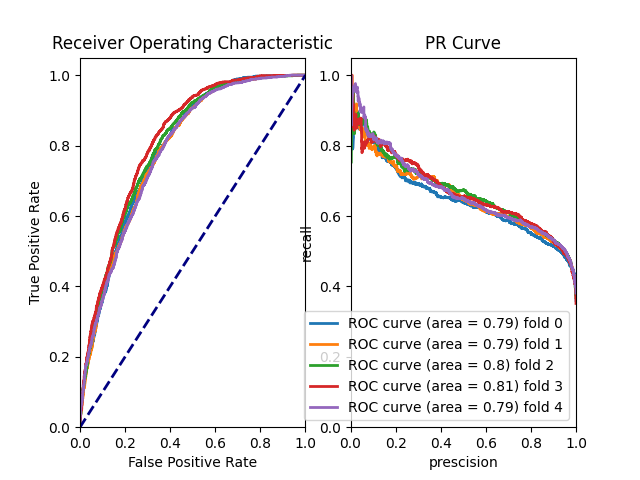 Receiver Operating Characteristic
PR Curve
1.0
0.8
0.6
0.4
0.2
0.0
True Positive Rate
0.0
0.2
0.4
0.6
0.8
1.0
False Positive Rate
1.0
0.8
0.6
0.2
0.0
recall
0.0
0.2
0.4
0.6
0.8
1.0
prescision
ROC curve (area = 0.79) fold 0
ROC curve (area = 0.79) fold 1
ROC curve (area = 0.8) fold 2
ROC curve (area = 0.81) fold 3
ROC curve (area = 0.79) fold 4